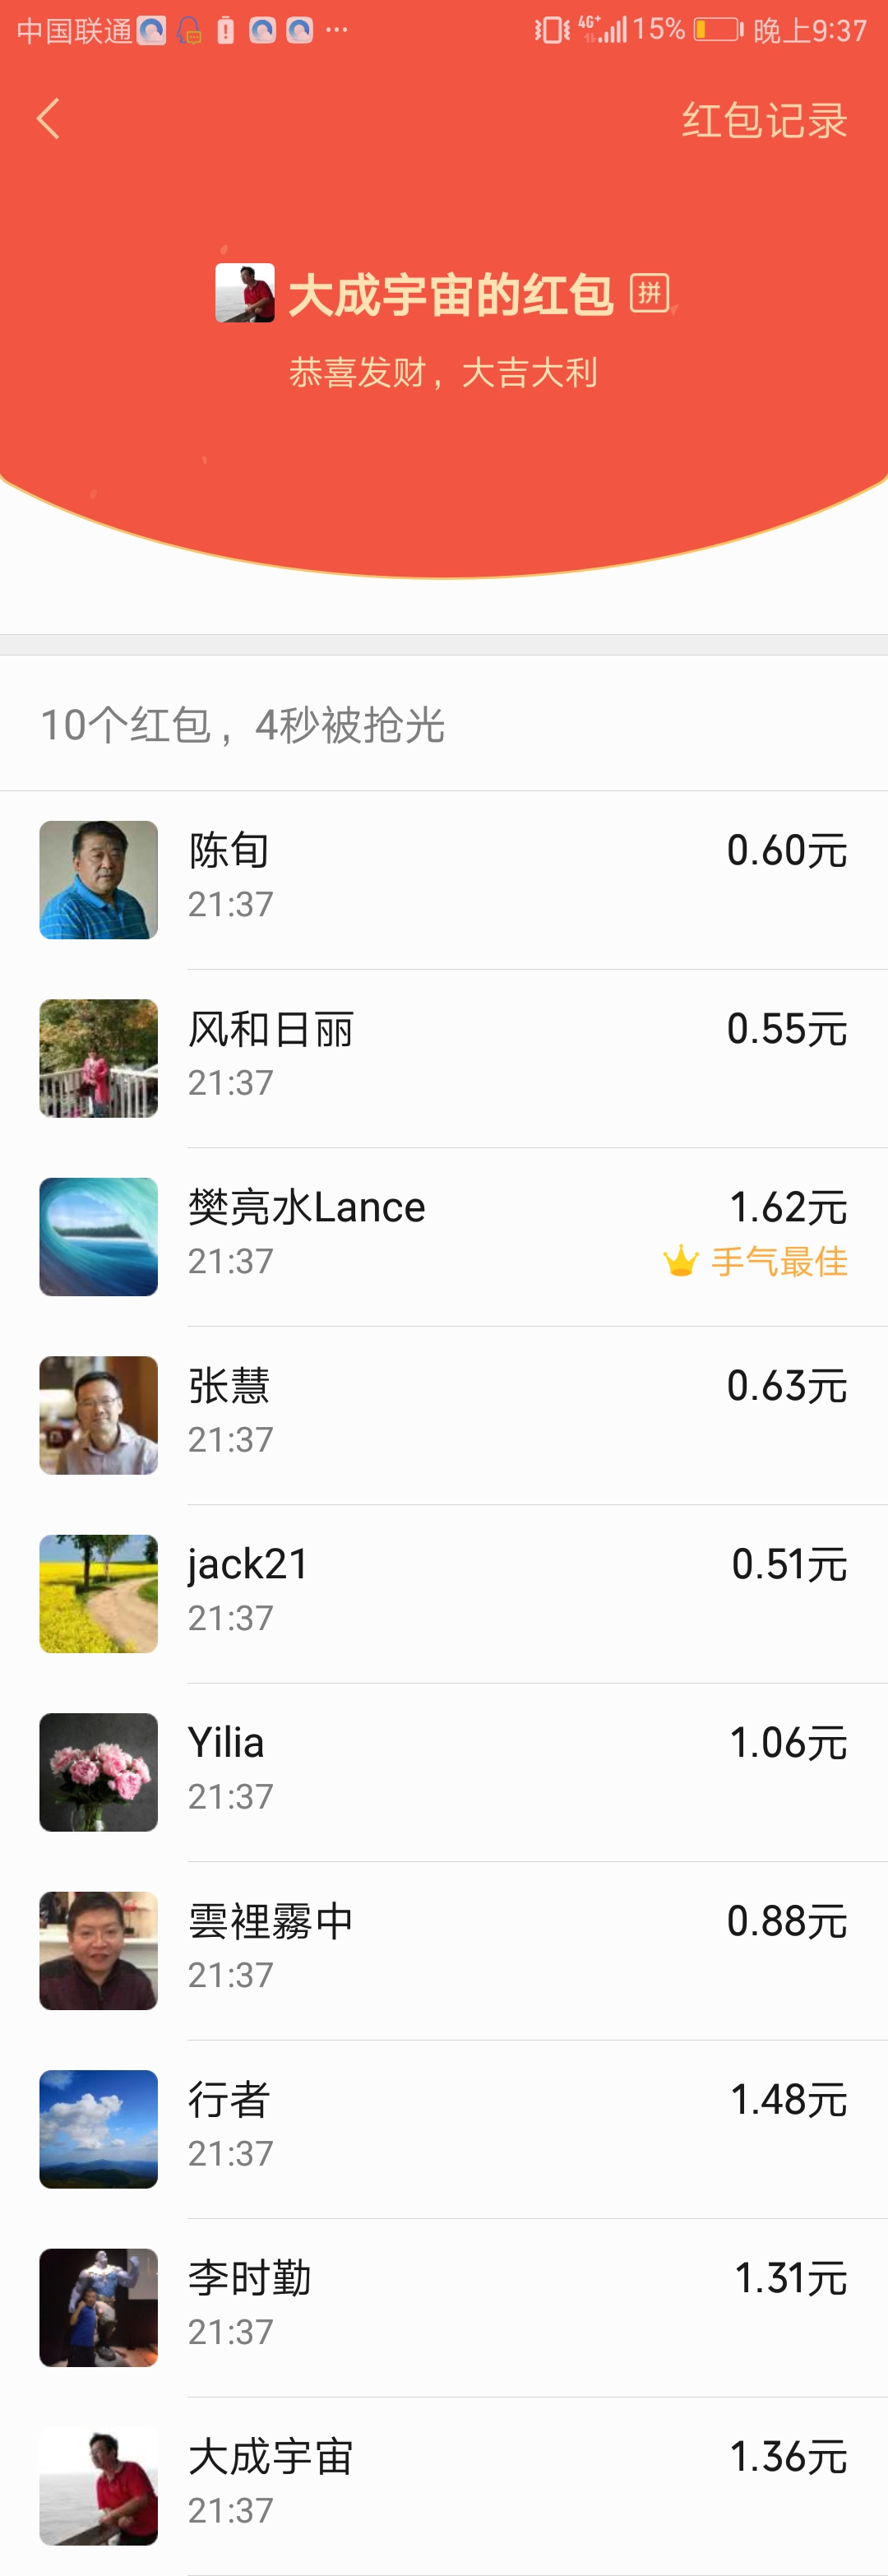 中国联通 ··· 4G+ 15% 晚上9:37
红包记录
大成宇宙的红包 拼
恭喜发财，大吉大利
10个红包，4秒被抢光
陈旬 0.60元
21:37
风和日丽 0.55元
21:37
樊亮水Lance 1.62元
21:37 手气最佳
张慧 0.63元
21:37
jack21 0.51元
21:37
Yilia 1.06元
21:37
雲裡霧中 0.88元
21:37
行者 1.48元
21:37
李时勤 1.31元
21:37
大成宇宙 1.36元
21:37